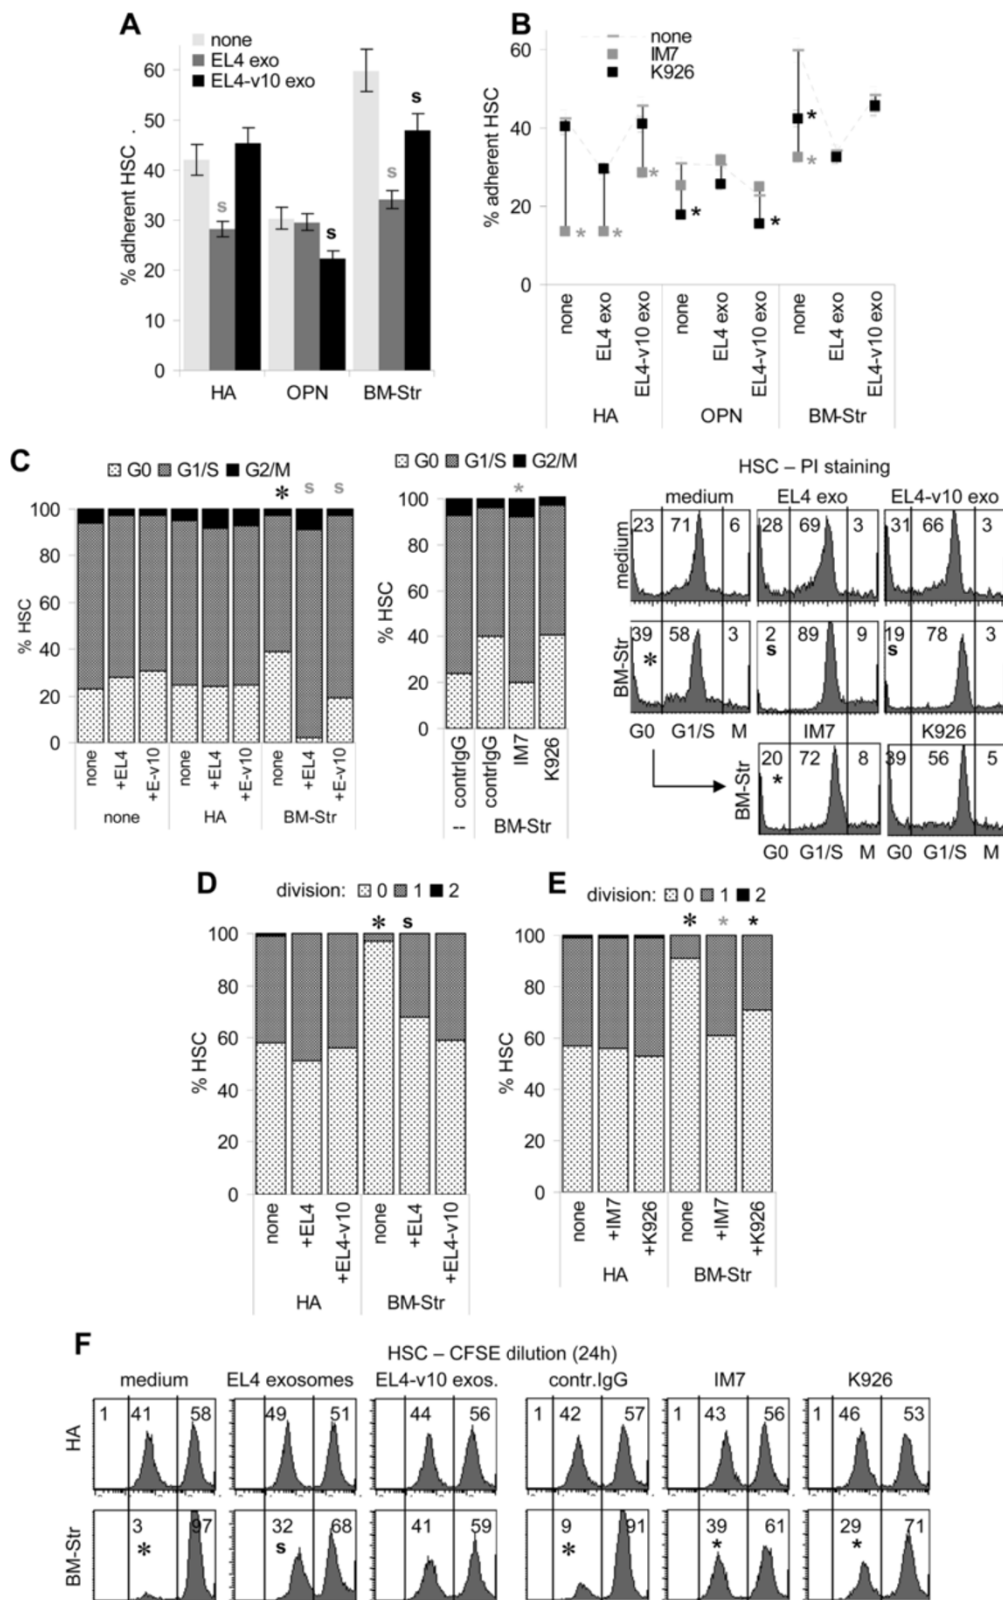 A
none
EL4 exo
EL4-v10 exo
% adherent HSC .
60
50
40
30
20
10
0
s
s
s
s
HA
OPN
BM-Str
B
none
IM7
K926
% adherent HSC
60
40
20
0
*
*
*
*
*
*
*
none
EL4 exo
EL4-v10 exo
none
EL4 exo
EL4-v10 exo
none
EL4 exo
EL4-v10 exo
HA
OPN
BM-Str
C
G0 G1/S G2/M
* s s
% HSC
100
80
60
40
20
0
none
+EL4
+E-v10
none
+EL4
+E-v10
none
+EL4
+E-v10
none
HA
BM-Str
G0 G1/S G2/M
*
% HSC
100
80
60
40
20
0
contrIgG
contrIgG
IM7
K926
--
BM-Str
HSC – PI staining
medium EL4 exo EL4-v10 exo
medium
23 71 6
28 69 3
31 66 3
BM-Str
39 58 3
*
2 89 9
s
19 78 3
s
G0 G1/S M
IM7 K926
BM-Str
20 72 8
*
39 56 5
G0 G1/S M
G0 G1/S M
D
division: 0 1 2
* s
% HSC
100
80
60
40
20
0
none
+EL4
+EL4-v10
none
+EL4
+EL4-v10
HA
BM-Str
E
division: 0 1 2
* * *
% HSC
100
80
60
40
20
0
none
+IM7
+K926
none
+IM7
+K926
HA
BM-Str
F
HSC – CFSE dilution (24h)
medium EL4 exosomes EL4-v10 exos. contr.IgG IM7 K926
HA
1 41 58
49 51
44 56
1 42 57
1 43 56
1 46 53
BM-Str
3 97
*
32 68
s
41 59
9 91
*
39 61
*
29 71
*